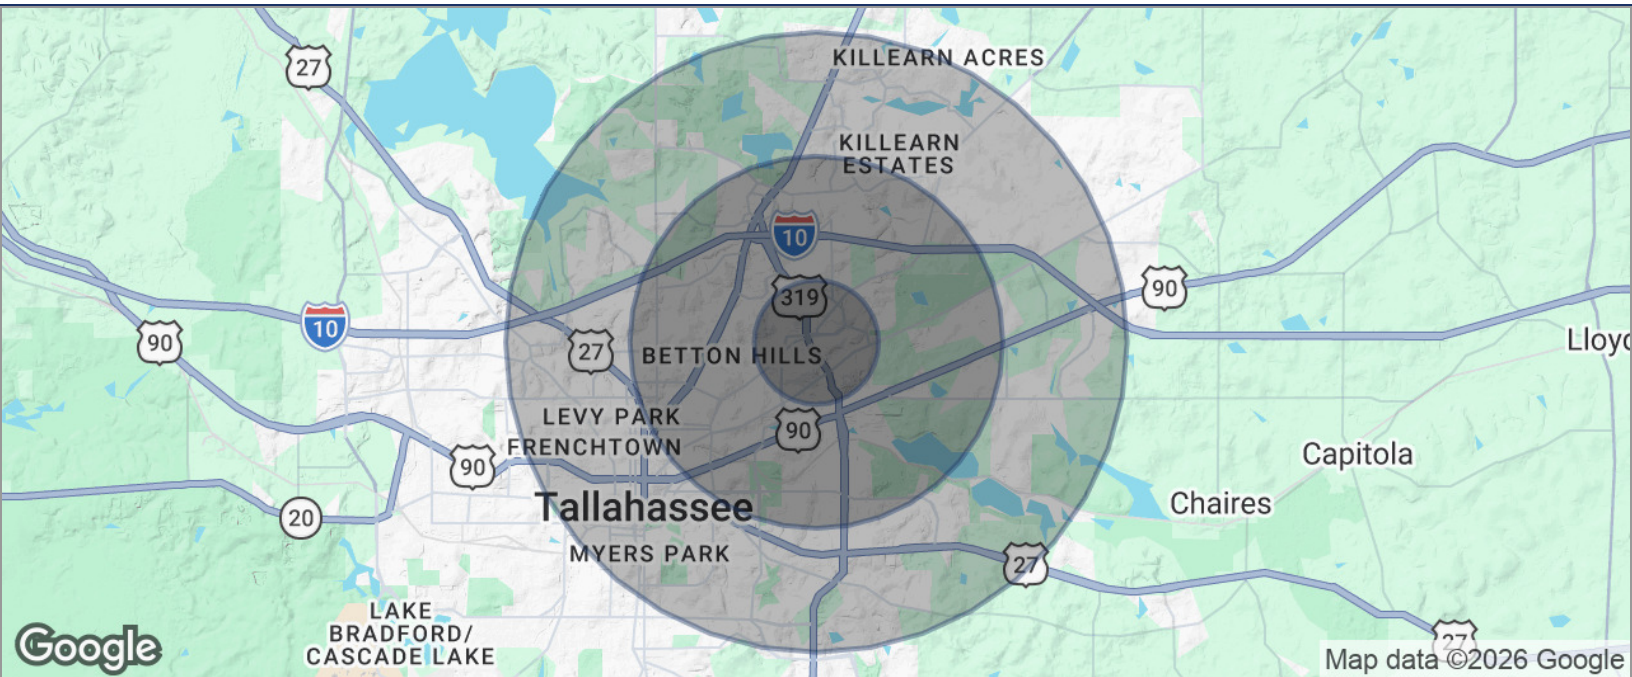 KILLEARN ACRES
27
KILLEARN
ESTATES
10
90
319
10
90
27
BETTON HILLS
Lloyd
LEVY PARK
90
FRENCHTOWN
90
Capitola
Tallahassee
20
Chaires
MYERS PARK
27
LAKE
BRADFORD/
CASCADE LAKE
27
Google
Map data ©2026 Google